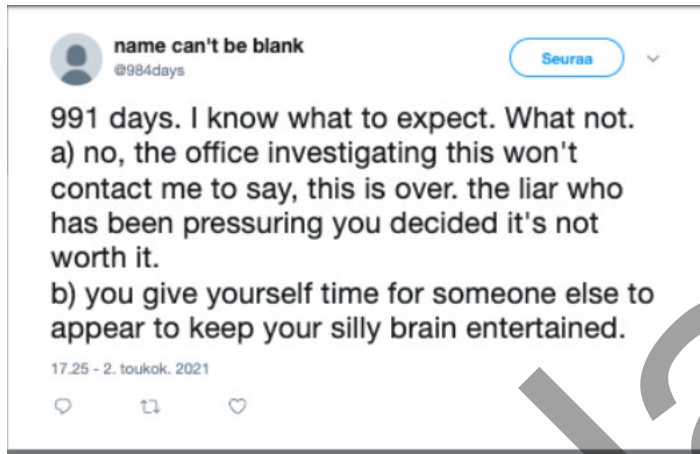 name can't be blank
@984days
Seuraa
991 days. I know what to expect. What not.
a) no, the office investigating this won't
contact me to say, this is over. the liar who
has been pressuring you decided it's not
worth it.
b) you give yourself time for someone else to
appear to keep your silly brain entertained.
17.25 - 2. toukok. 2021